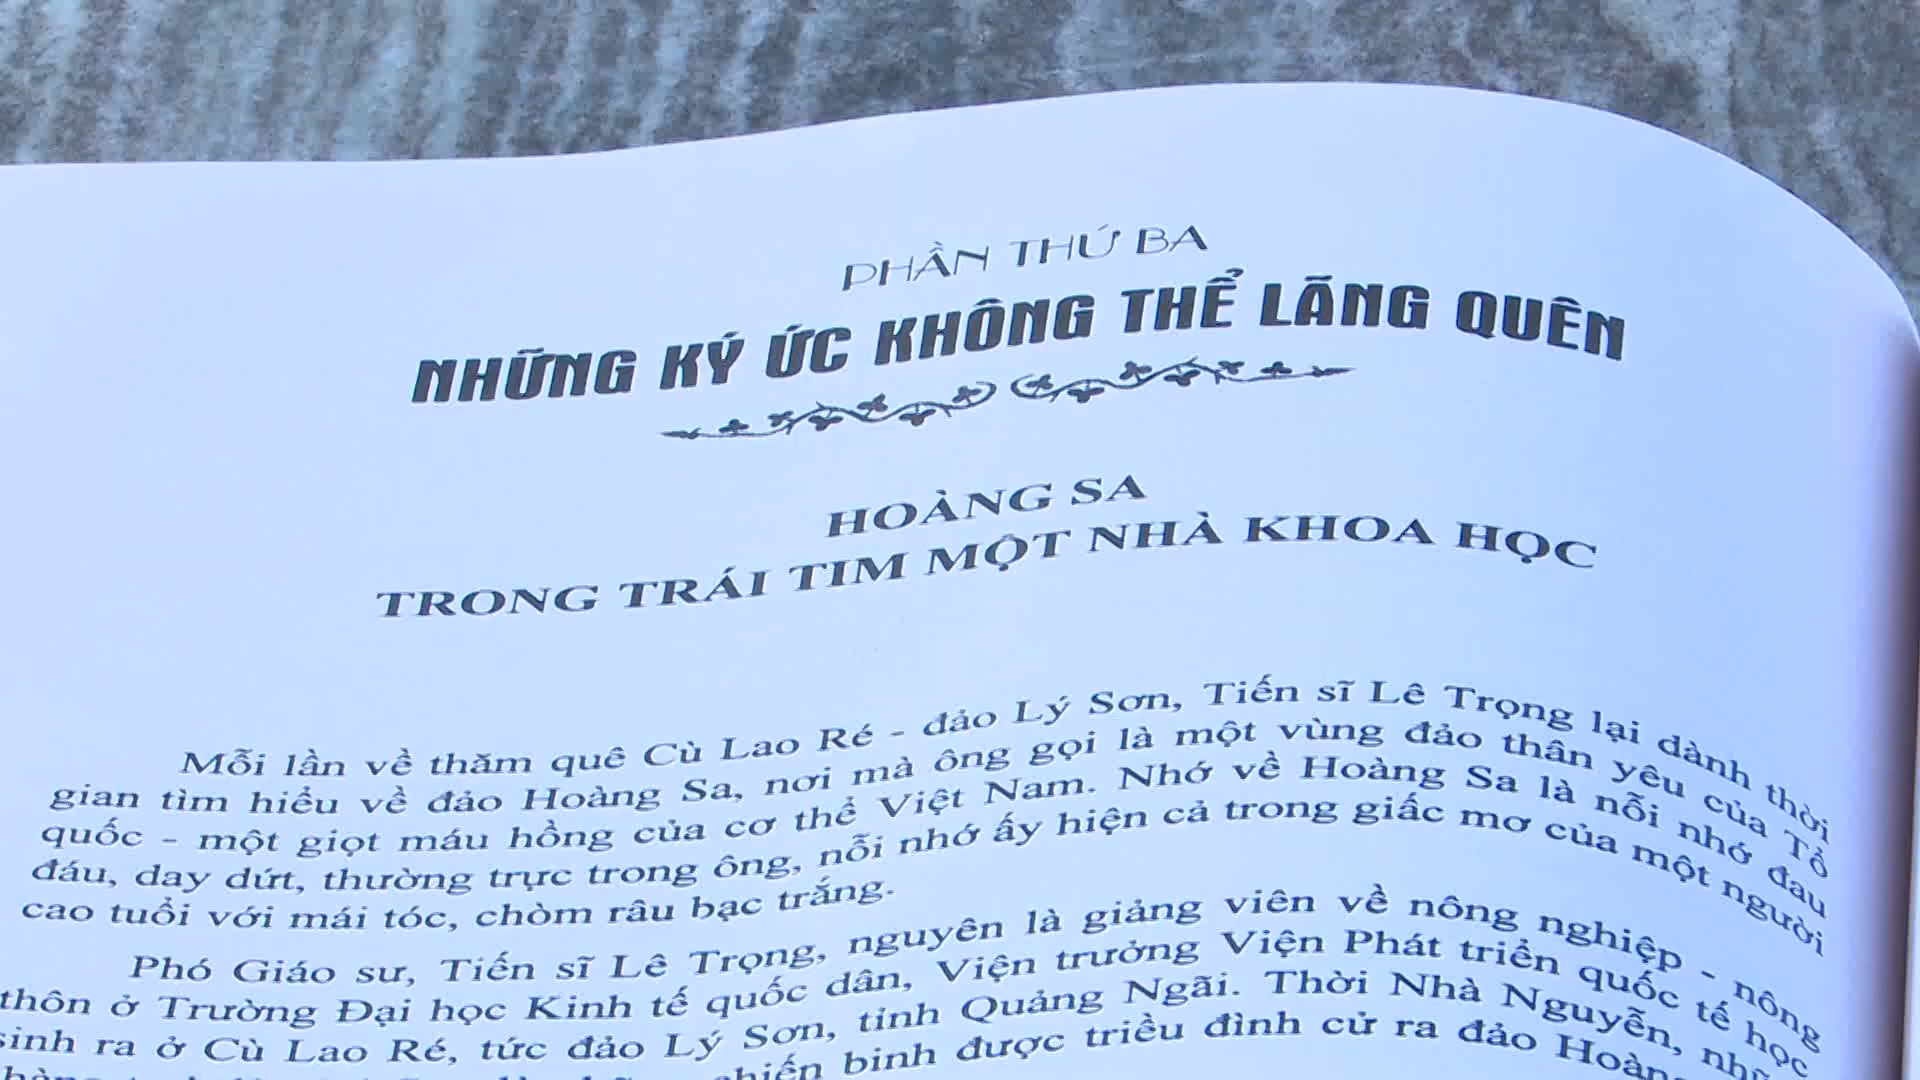 PHẦN THỨ BA
NHỮNG KÝ ỨC KHÔNG THỂ LÃNG QUÊN
HOÀNG SA
TRONG TRÁI TIM MỘT NHÀ KHOA HỌC
Mỗi lần về thăm quê Cù Lao Ré - đảo Lý Sơn, Tiến sĩ Lê Trọng lại dành thời
gian tìm hiểu về đảo Hoàng Sa, nơi mà ông gọi là một vùng đảo thân yêu của Tổ
quốc - một giọt máu hồng của cơ thể Việt Nam. Nhớ về Hoàng Sa là nỗi nhớ đau
đáu, day dứt, thường trực trong ông, nỗi nhớ ấy hiện cả trong giấc mơ của một người
cao tuổi với mái tóc, chòm râu bạc trắng.
Phó Giáo sư, Tiến sĩ Lê Trọng, nguyên là giảng viên về nông nghiệp - nông
thôn ở Trường Đại học Kinh tế quốc dân, Viện trưởng Viện Phát triển quốc tế học
sinh ra ở Cù Lao Ré, tức đảo Lý Sơn, tỉnh Quảng Ngãi. Thời Nhà Nguyễn,
binh được triều đình cử ra đảo